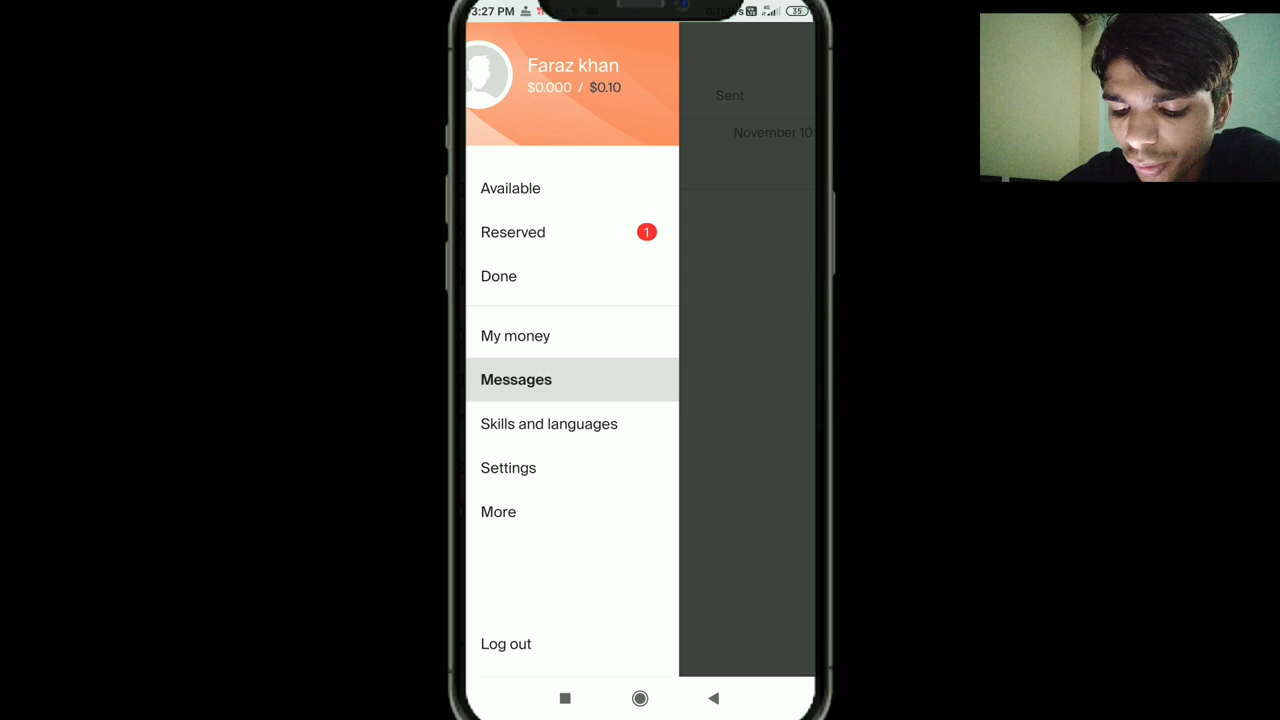 3:27 PM
35
Faraz khan
$0.000 / $0.10
Sent
November 10
Available
Reserved 1
Done
My money
Messages
Skills and languages
Settings
More
Log out